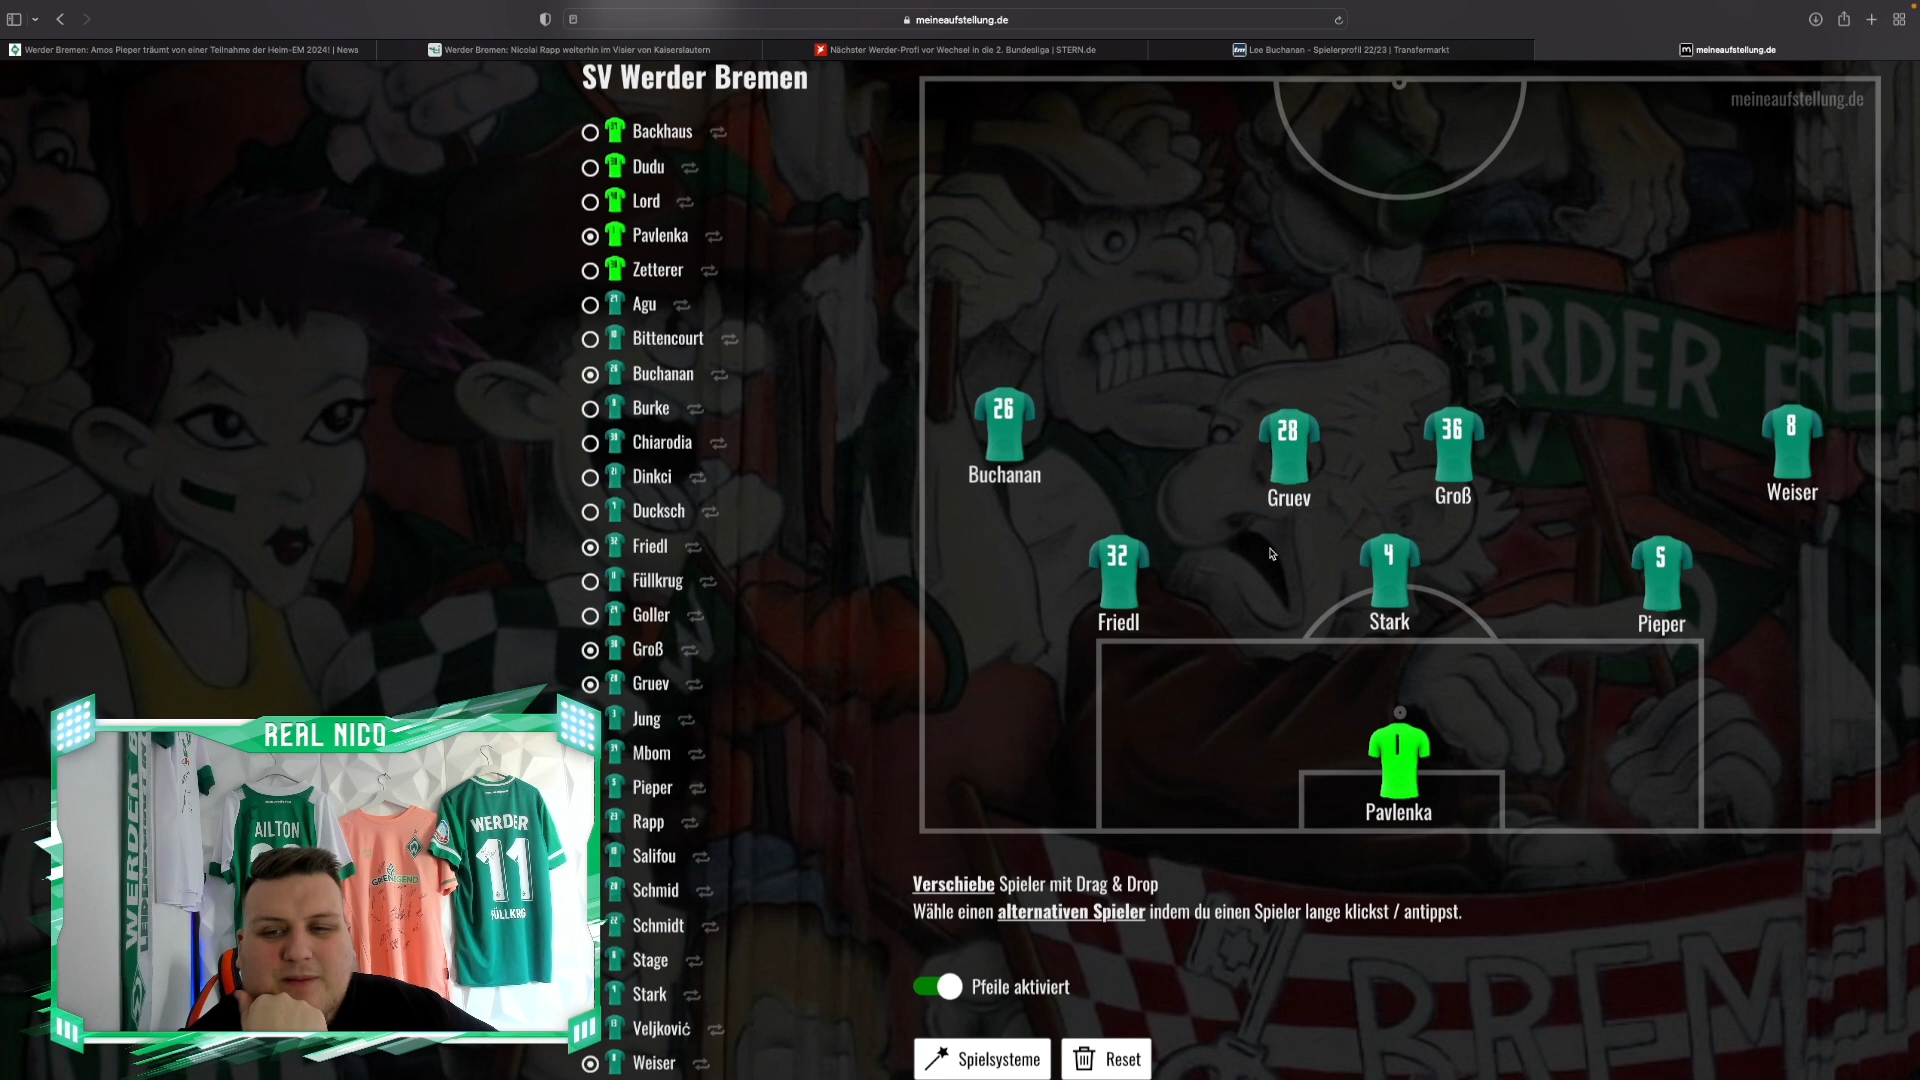 meineaufstellung.de
Werder Bremen: Amos Pieper träumt von einer Teilnahme der Heim-EM 2024! | News
Werder Bremen: Nicolai Rapp weiterhin im Visier von Kaiserslautern
Nächster Werder-Profi vor Wechsel in die 2. Bundesliga | STERN.de
Lee Buchanan - Spielerprofil 22/23 | Transfermarkt
meineaufstellung.de
SV Werder Bremen
Backhaus
Dudu
Lord
Pavlenka
Zetterer
Agu
Bittencourt
Buchanan
Burke
Chiarodia
Dinkci
Ducksch
Friedl
Füllkrug
Goller
Groß
Gruev
Jung
Mbom
Pieper
Rapp
Salifou
Schmid
Schmidt
Stage
Stark
Veljković
Weiser
meineaufstellung.de
ERDER BREMEN
26
Buchanan
28
Gruev
36
Groß
8
Weiser
32
Friedl
4
Stark
5
Pieper
1
Pavlenka
Verschiebe Spieler mit Drag & Drop
Wähle einen alternativen Spieler indem du einen Spieler lange klickst / antippst.
Pfeile aktiviert
Spielsysteme
Reset
BREM
REAL NICO
WERDER B
AILTON
WERDER
11
FÜLLKRG